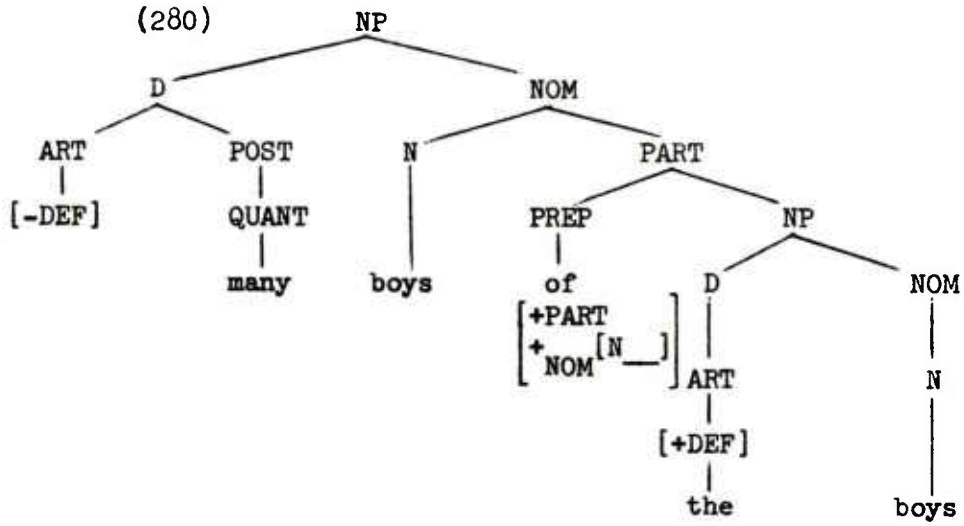 (280) NP
D NOM
ART POST N PART
[-DEF] QUANT PREP NP
many boys of D NOM
[+PART
+NOM[N___]] ART N
[+DEF]
the boys